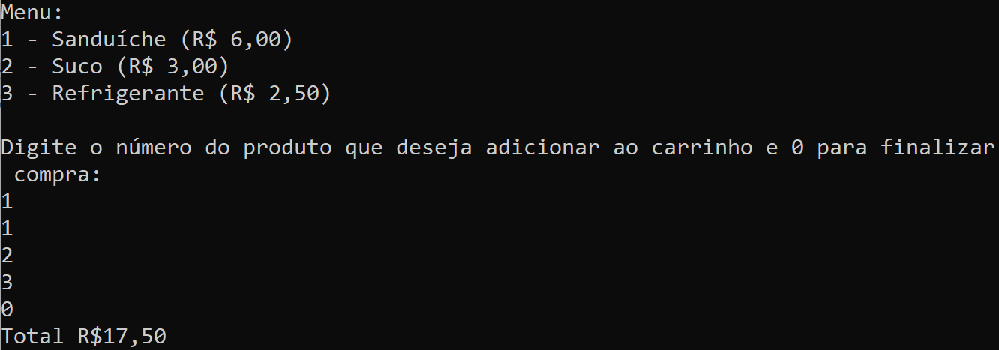 Menu:
1 - Sanduíche (R$ 6,00)
2 - Suco (R$ 3,00)
3 - Refrigerante (R$ 2,50)
Digite o número do produto que deseja adicionar ao carrinho e 0 para finalizar
compra:
1
1
2
3
0
Total R$17,50